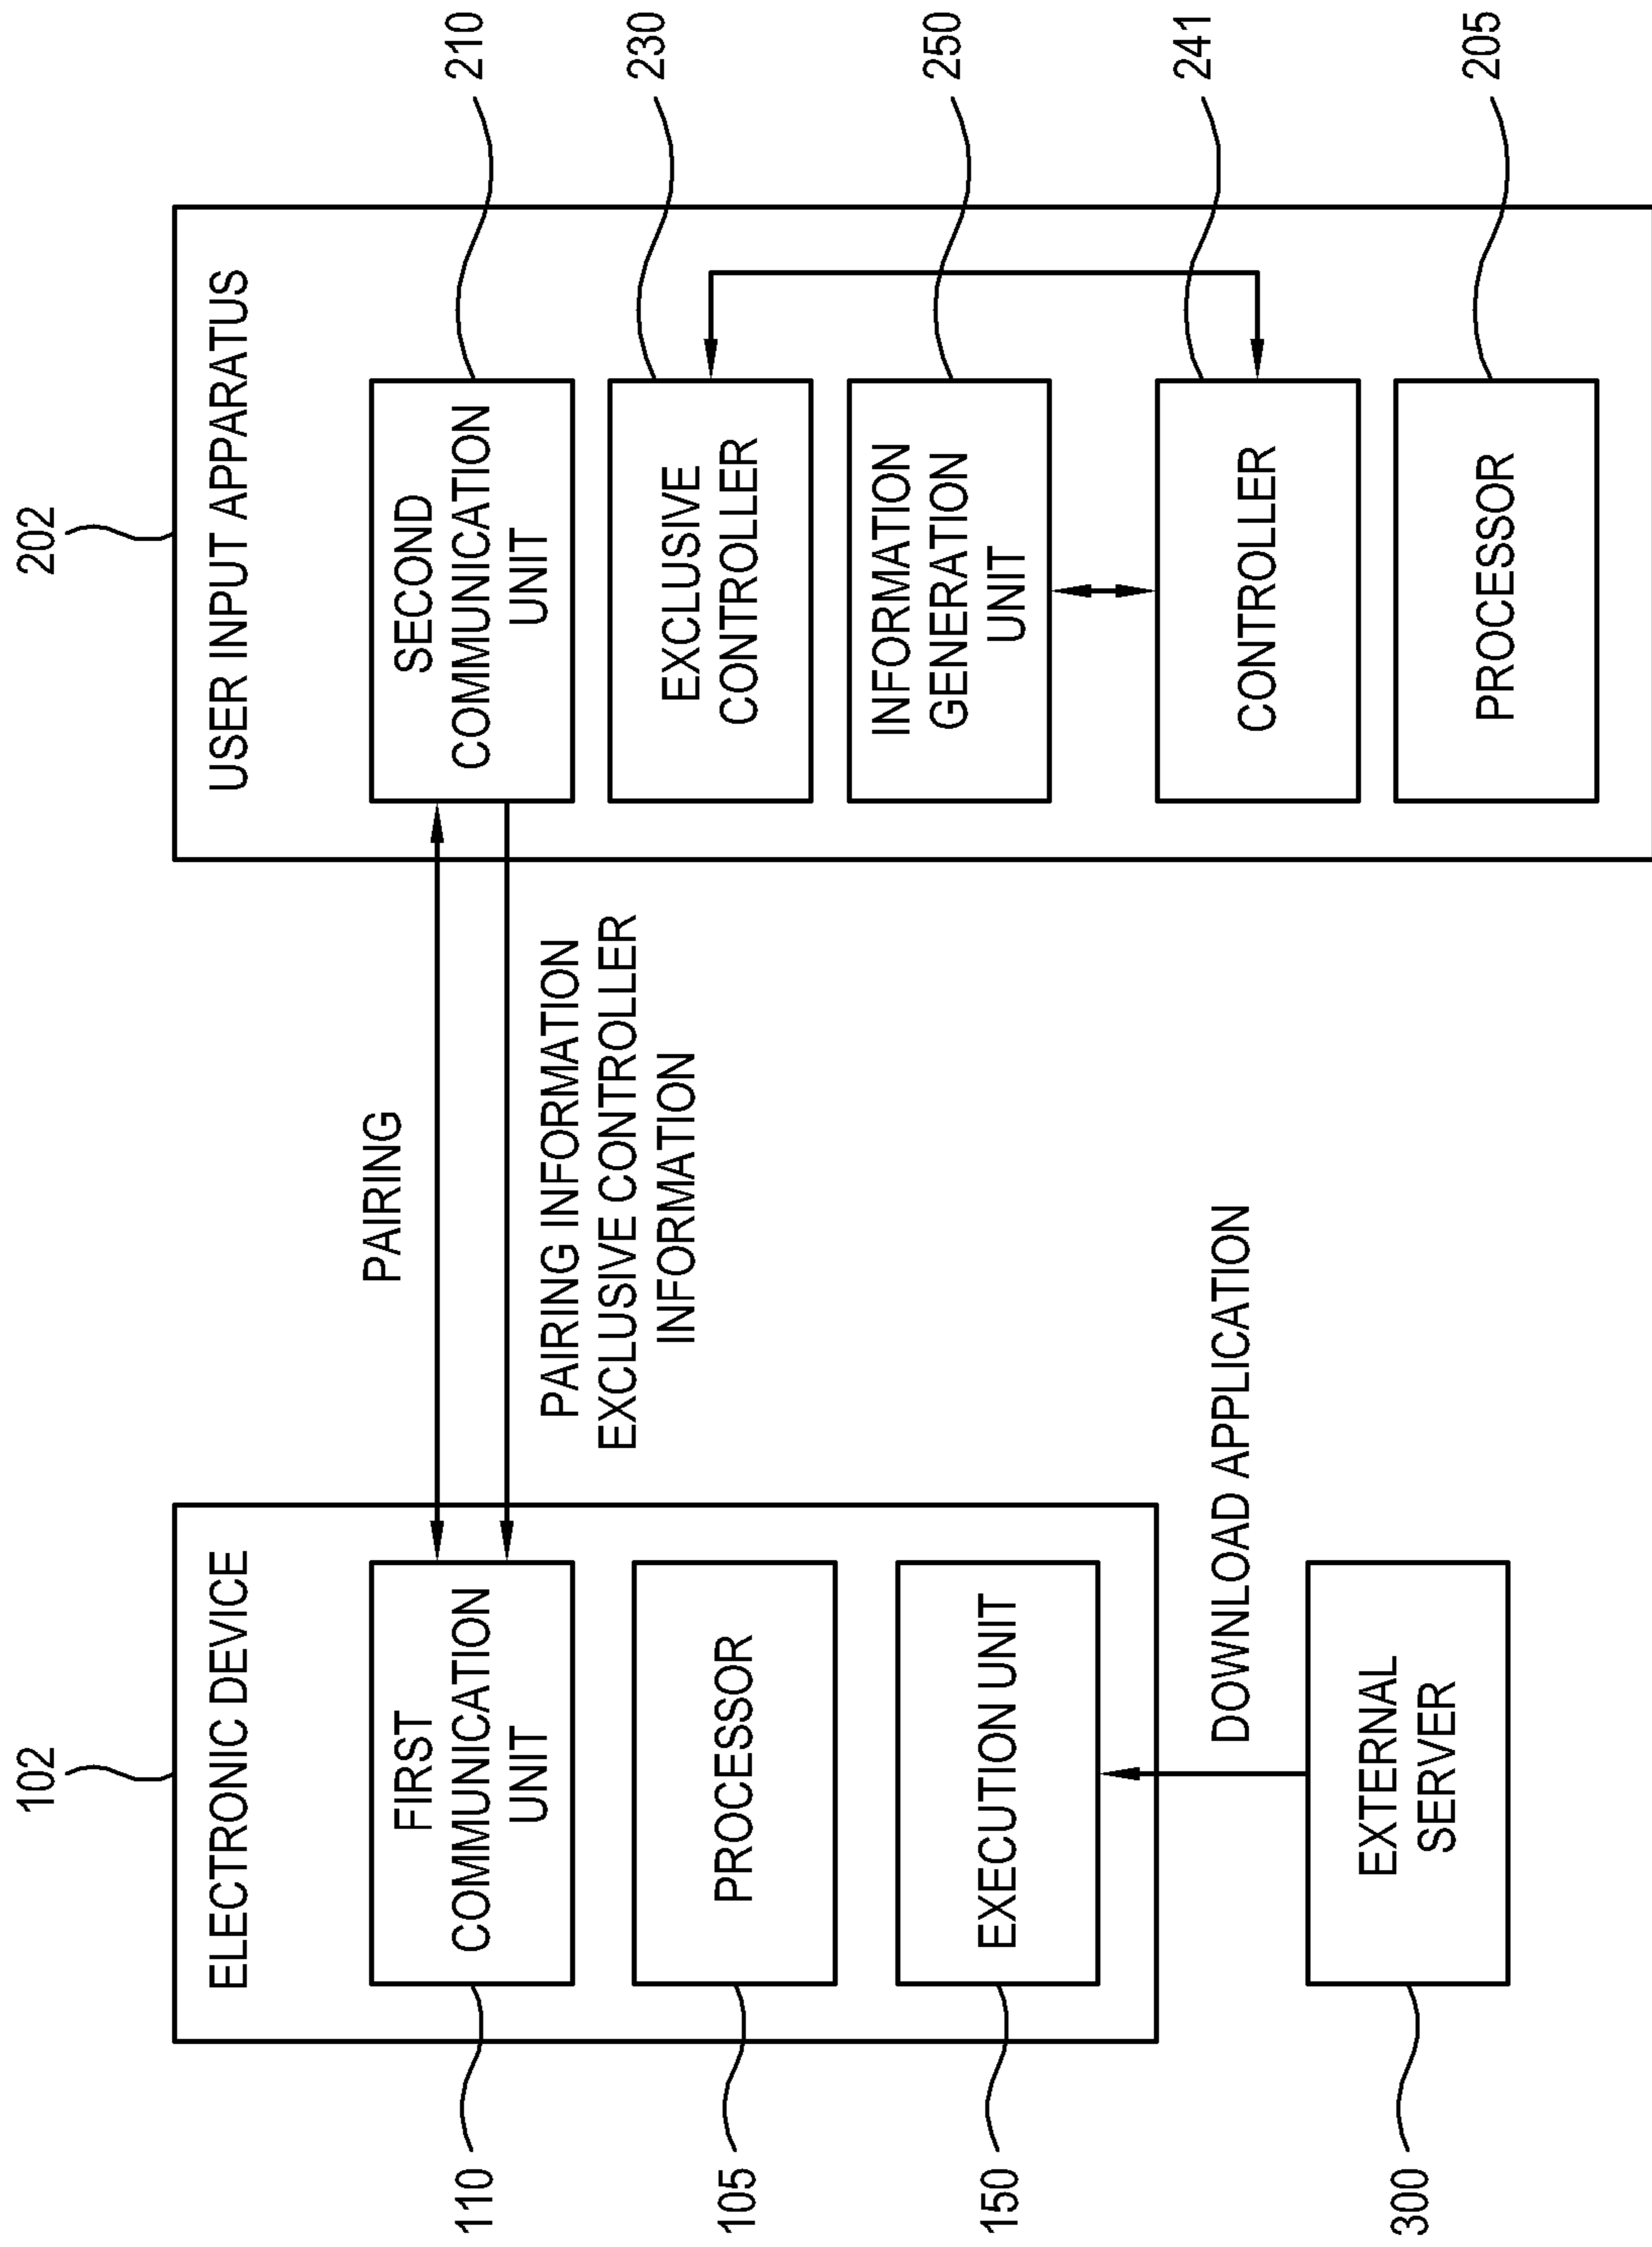 102
ELECTRONIC DEVICE
110
FIRST
COMMUNICATION
UNIT
105
PROCESSOR
150
EXECUTION UNIT
DOWNLOAD APPLICATION
300
EXTERNAL
SERVER
PAIRING
PAIRING INFORMATION
EXCLUSIVE CONTROLLER
INFORMATION
202
USER INPUT APPARATUS
SECOND
COMMUNICATION
UNIT
210
EXCLUSIVE
CONTROLLER
230
INFORMATION
GENERATION
UNIT
250
CONTROLLER
241
PROCESSOR
205